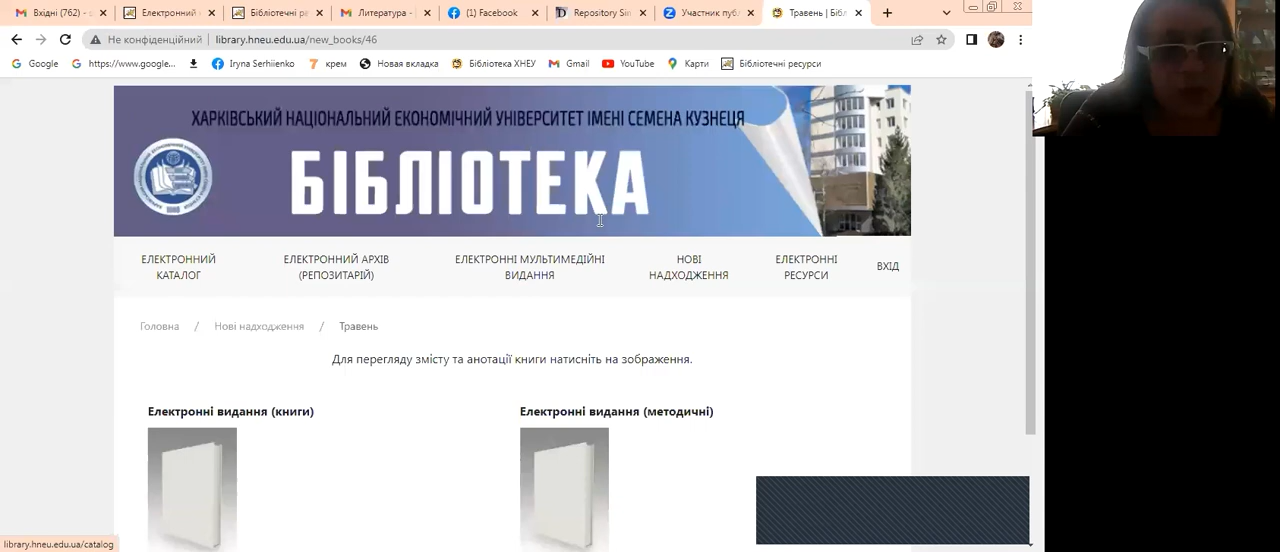 Вхідні (762) -
Електронний
Бібліотечні ре
Литература -
(1) Facebook
Repository Sim
Участник публ
Травень | Бібл
Не конфіденційний | library.hneu.edu.ua/new_books/46
Google
https://www.google...
Iryna Serhiienko
крем
Новая вкладка
Бібліотека ХНЕУ
Gmail
YouTube
Карти
Бібліотечні ресурси
ХАРКІВСЬКИЙ НАЦІОНАЛЬНИЙ ЕКОНОМІЧНИЙ УНІВЕРСИТЕТ ІМЕНІ СЕМЕНА КУЗНЕЦЯ
БІБЛІОТЕКА
ЕЛЕКТРОННИЙ
КАТАЛОГ
ЕЛЕКТРОННИЙ АРХІВ
(РЕПОЗИТАРІЙ)
ЕЛЕКТРОННІ МУЛЬТИМЕДІЙНІ
ВИДАННЯ
НОВІ
НАДХОДЖЕННЯ
ЕЛЕКТРОННІ
РЕСУРСИ
ВХІД
Головна / Нові надходження / Травень
Для перегляду змісту та анотації книги натисніть на зображення.
Електронні видання (книги)
Електронні видання (методичні)
library.hneu.edu.ua/catalog